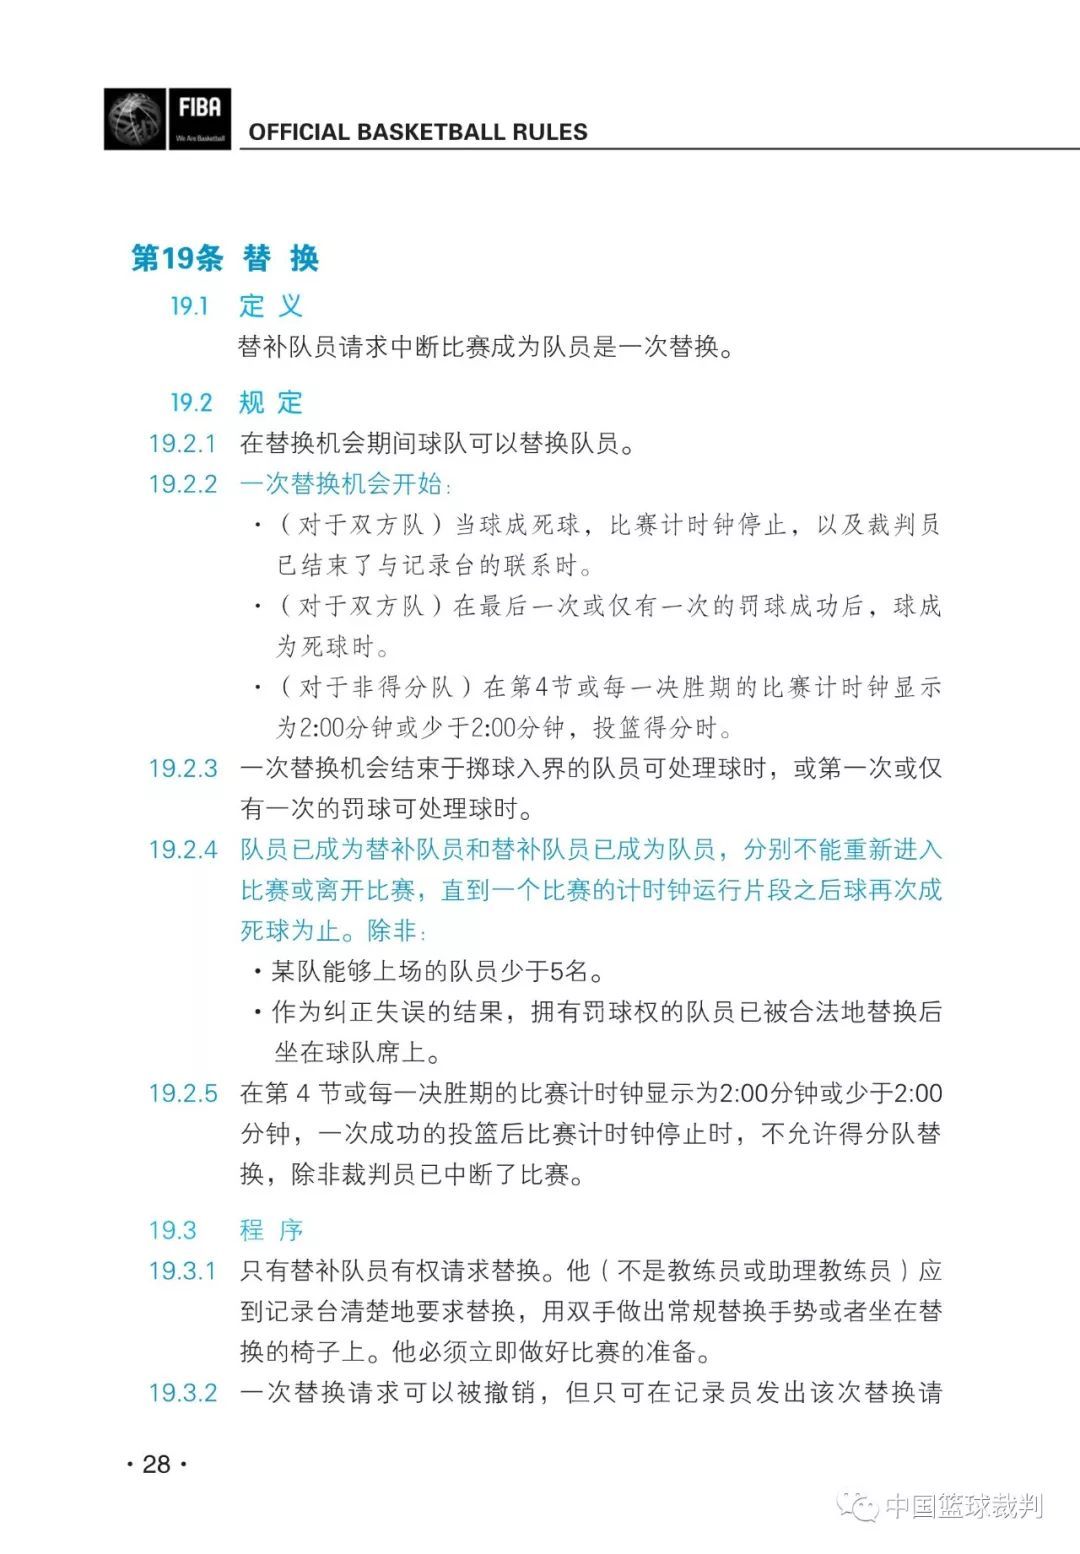 FIBA
We Are Basketball
OFFICIAL BASKETBALL RULES
第19条 替 换
19.1 定 义
替补队员请求中断比赛成为队员是一次替换。
19.2 规 定
19.2.1 在替换机会期间球队可以替换队员。
19.2.2 一次替换机会开始：
·（对于双方队）当球成死球，比赛计时钟停止，以及裁判员
已结束了与记录台的联系时。
·（对于双方队）在最后一次或仅有一次的罚球成功后，球成
为死球时。
·（对于非得分队）在第4节或每一决胜期的比赛计时钟显示
为2:00分钟或少于2:00分钟，投篮得分时。
19.2.3 一次替换机会结束于掷球入界的队员可处理球时，或第一次或仅
有一次的罚球可处理球时。
19.2.4 队员已成为替补队员和替补队员已成为队员，分别不能重新进入
比赛或离开比赛，直到一个比赛的计时钟运行片段之后球再次成
死球为止。除非：
·某队能够上场的队员少于5名。
·作为纠正失误的结果，拥有罚球权的队员已被合法地替换后
坐在球队席上。
19.2.5 在第 4 节或每一决胜期的比赛计时钟显示为2:00分钟或少于2:00
分钟，一次成功的投篮后比赛计时钟停止时，不允许得分队替
换，除非裁判员已中断了比赛。
19.3 程 序
19.3.1 只有替补队员有权请求替换。他（不是教练员或助理教练员）应
到记录台清楚地要求替换，用双手做出常规替换手势或者坐在替
换的椅子上。他必须立即做好比赛的准备。
19.3.2 一次替换请求可以被撤销，但只可在记录员发出该次替换请
·28·
中国篮球裁判